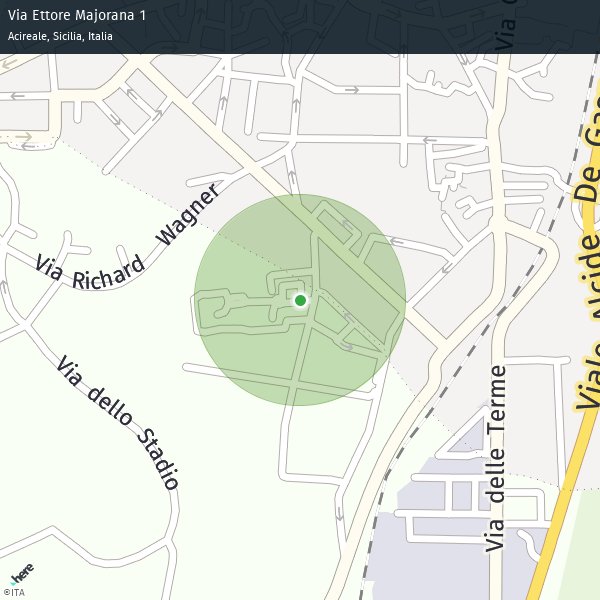 Via Ettore Majorana 1
Acireale, Sicilia, Italia
Via Richard Wagner
Via dello Stadio
Via delle Terme
Viale Alcide De Gas
Via C
here
©ITA